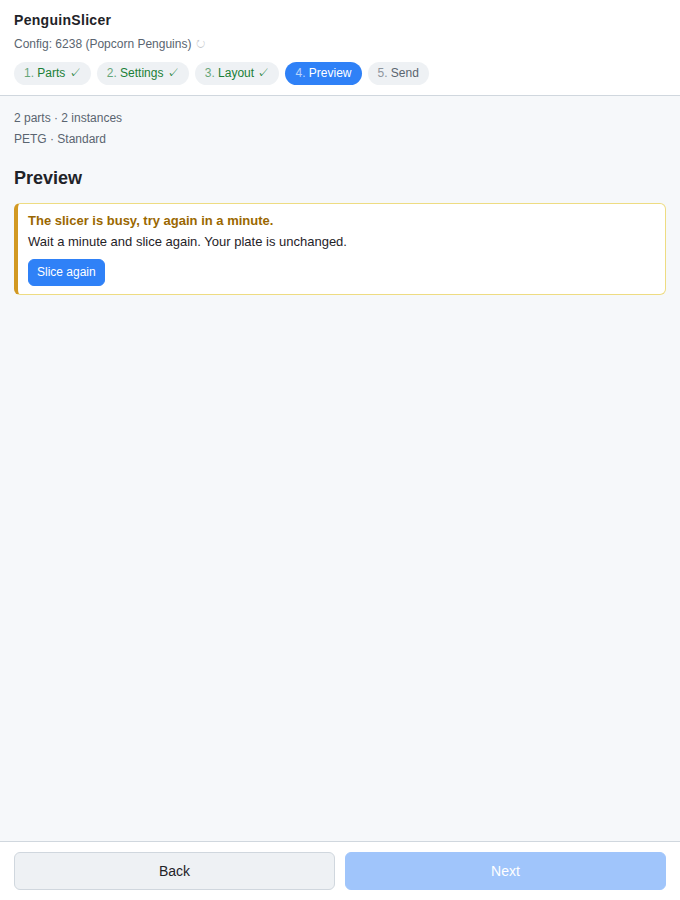 PenguinSlicer
Config: 6238 (Popcorn Penguins) ↻
1. Parts ✓ 2. Settings ✓ 3. Layout ✓ 4. Preview 5. Send
2 parts · 2 instances
PETG · Standard
Preview
The slicer is busy, try again in a minute.
Wait a minute and slice again. Your plate is unchanged.
Slice again
Back Next